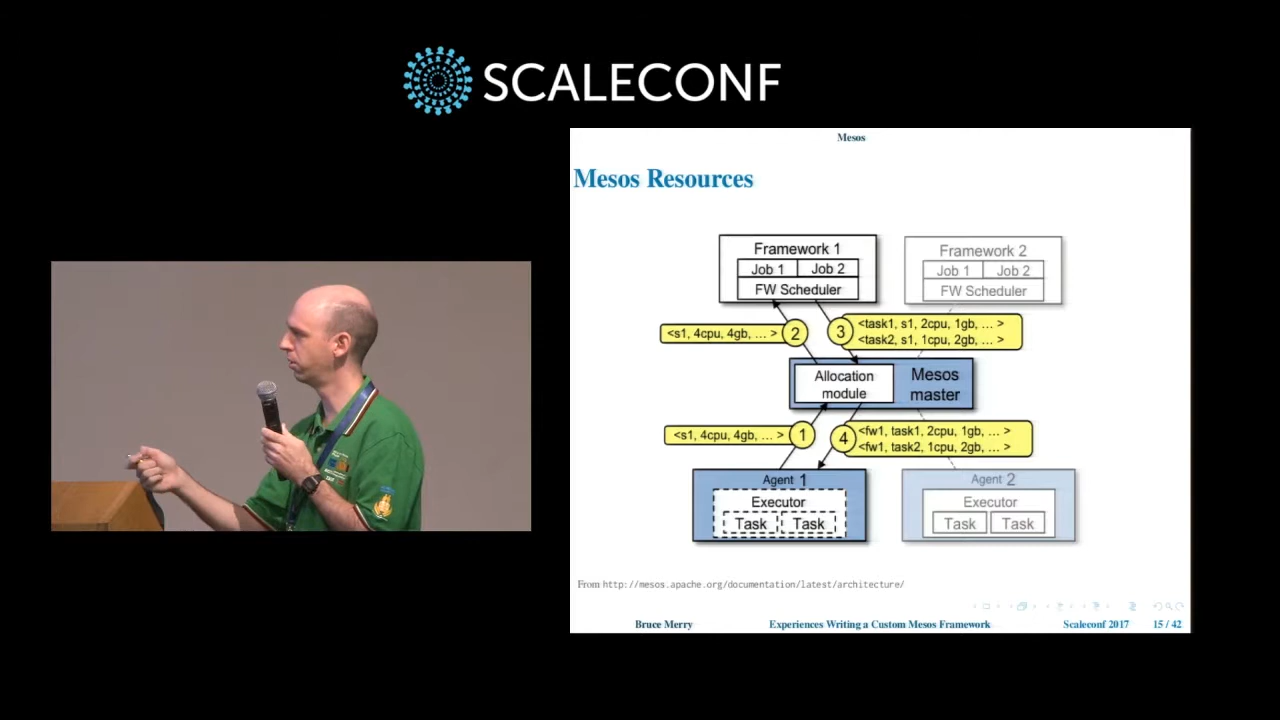 SCALECONF
Mesos
Mesos Resources
Framework 1
Job 1 Job 2
FW Scheduler
Framework 2
Job 1 Job 2
FW Scheduler
<s1, 4cpu, 4gb, ... >
2
3
<task1, s1, 2cpu, 1gb, ... >
<task2, s1, 1cpu, 2gb, ... >
Allocation
module
Mesos
master
<s1, 4cpu, 4gb, ... >
1
4
<fw1, task1, 2cpu, 1gb, ... >
<fw1, task2, 1cpu, 2gb, ... >
Agent 1
Executor
Task Task
Agent 2
Executor
Task Task
From http://mesos.apache.org/documentation/latest/architecture/
Bruce Merry Experiences Writing a Custom Mesos Framework Scaleconf 2017 15 / 42